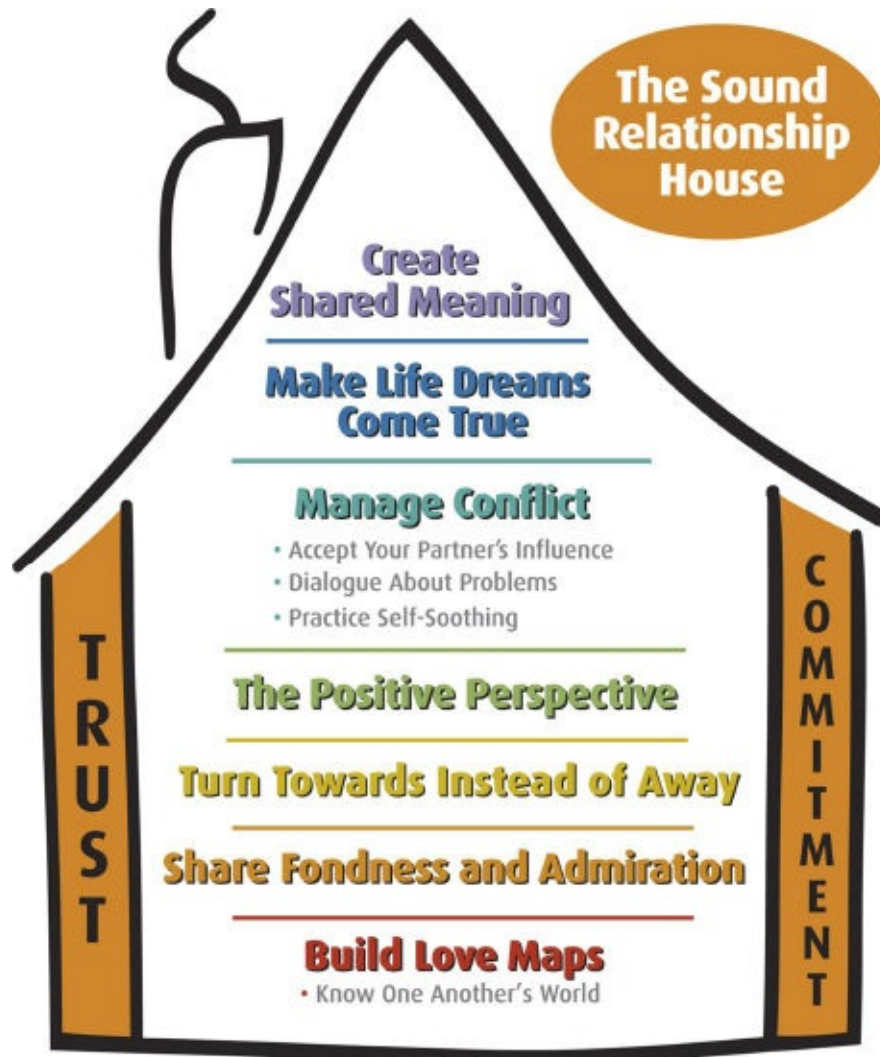 The Sound
Relationship
House
Create
Shared Meaning
Make Life Dreams
Come True
Manage Conflict
• Accept Your Partner's Influence
• Dialogue About Problems
• Practice Self-Soothing
The Positive Perspective
Turn Towards Instead of Away
Share Fondness and Admiration
Build Love Maps
• Know One Another's World
TRUST
COMMITMENT